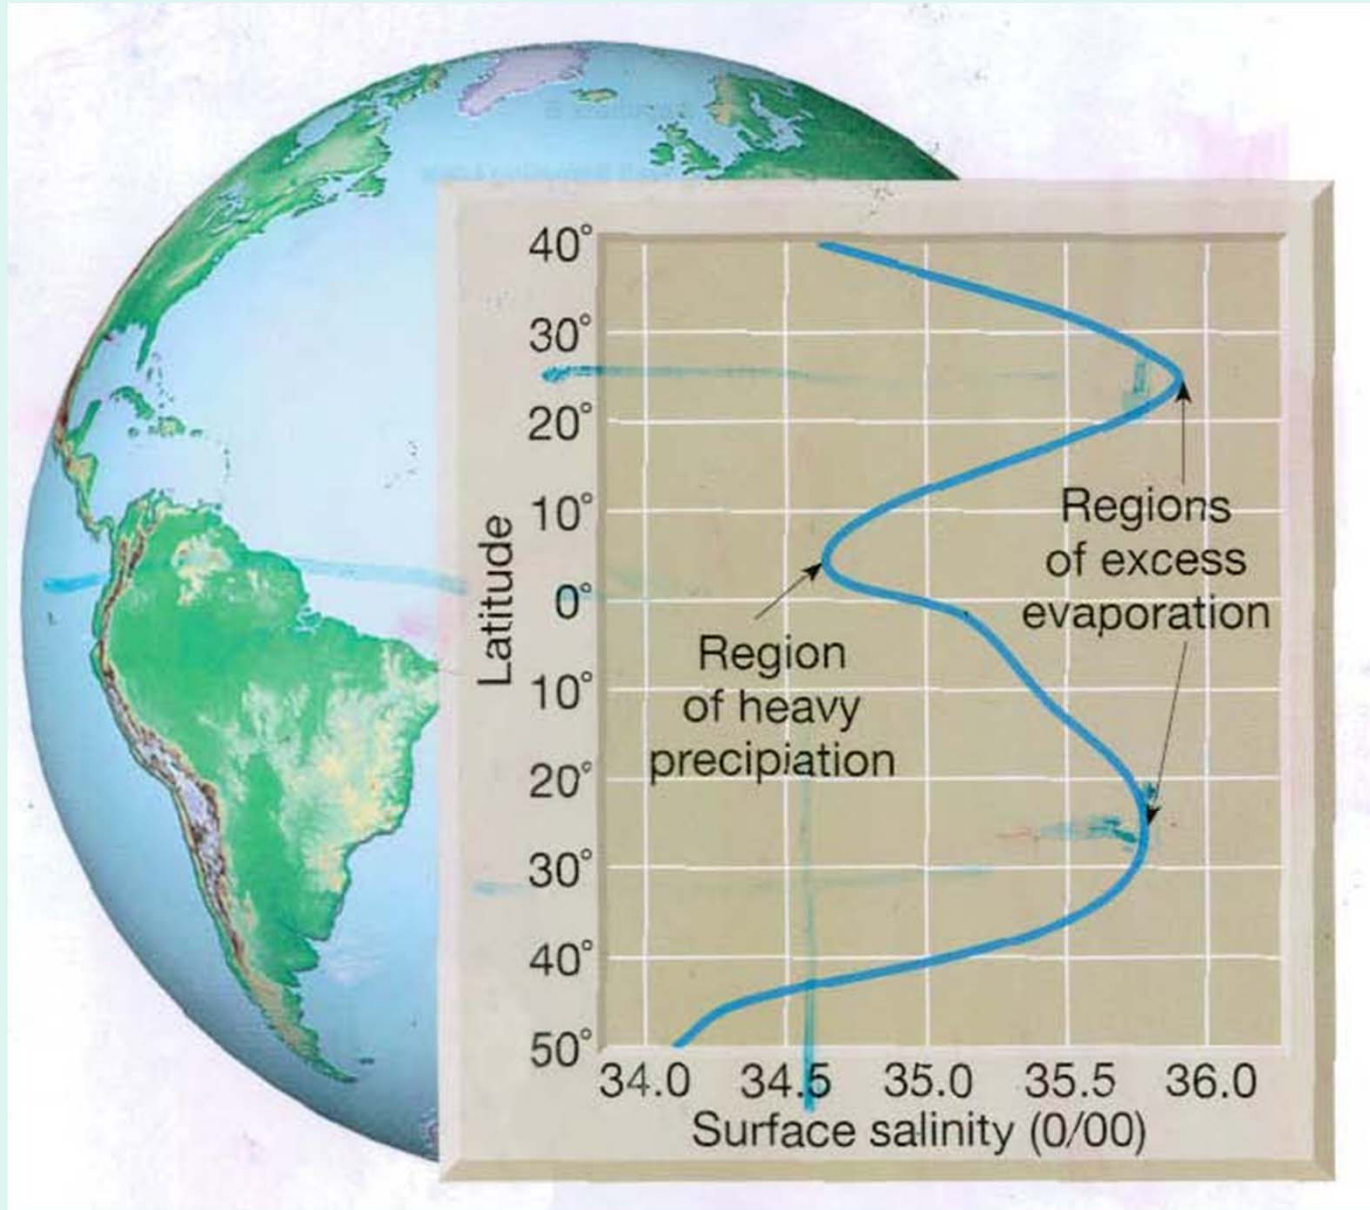 40°
30°
20°
10°
0°
10°
20°
30°
40°
50°
Latitude
Regions
of excess
evaporation
Region
of heavy
precipiation
34.0 34.5 35.0 35.5 36.0
Surface salinity (0/00)